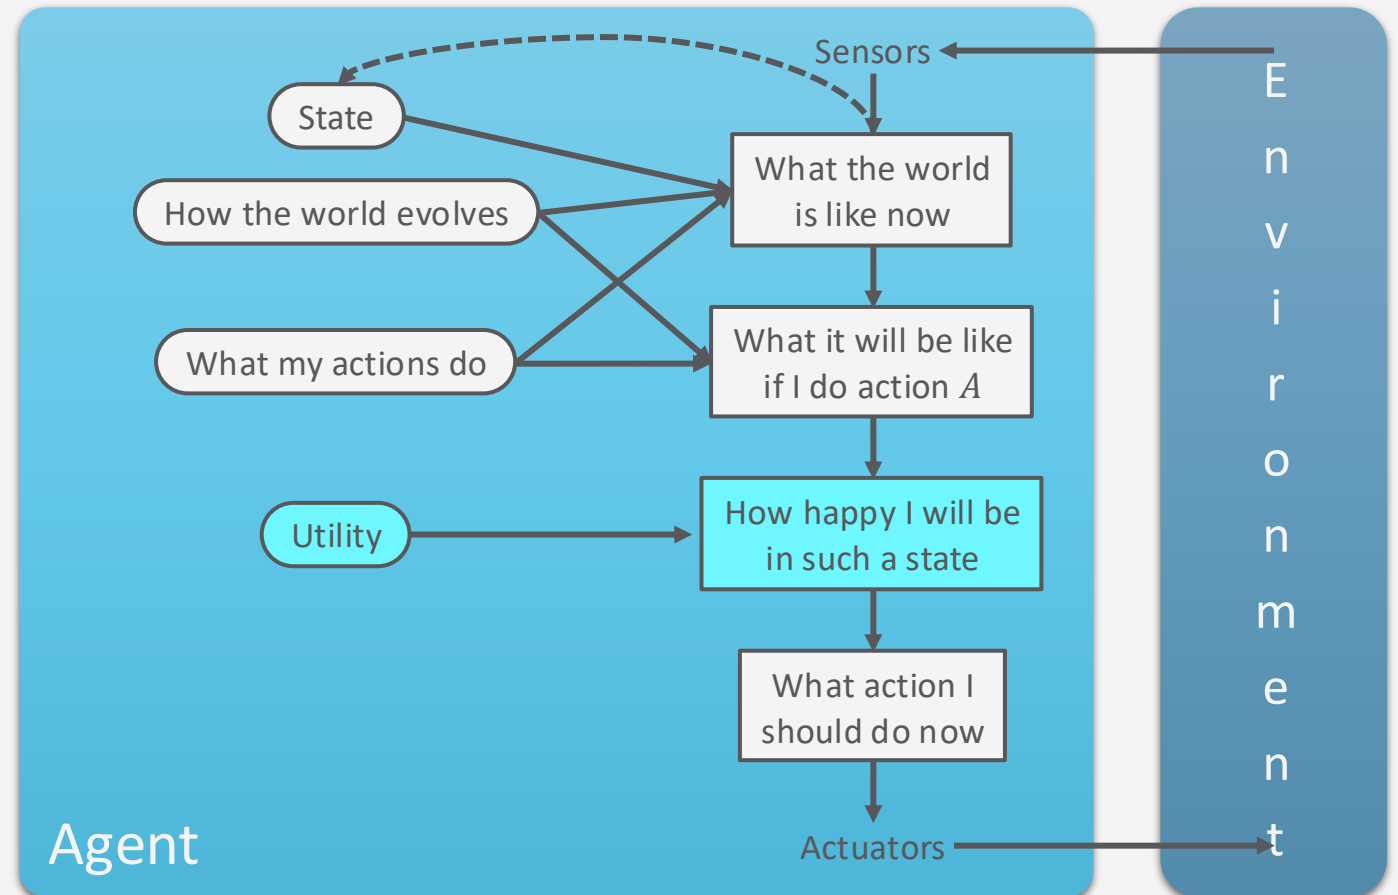 Sensors
State
What the world
is like now
How the world evolves
What my actions do
What it will be like
if I do action A
Utility
How happy I will be
in such a state
What action I
should do now
Actuators
Agent
E
n
v
i
r
o
n
m
e
n
t